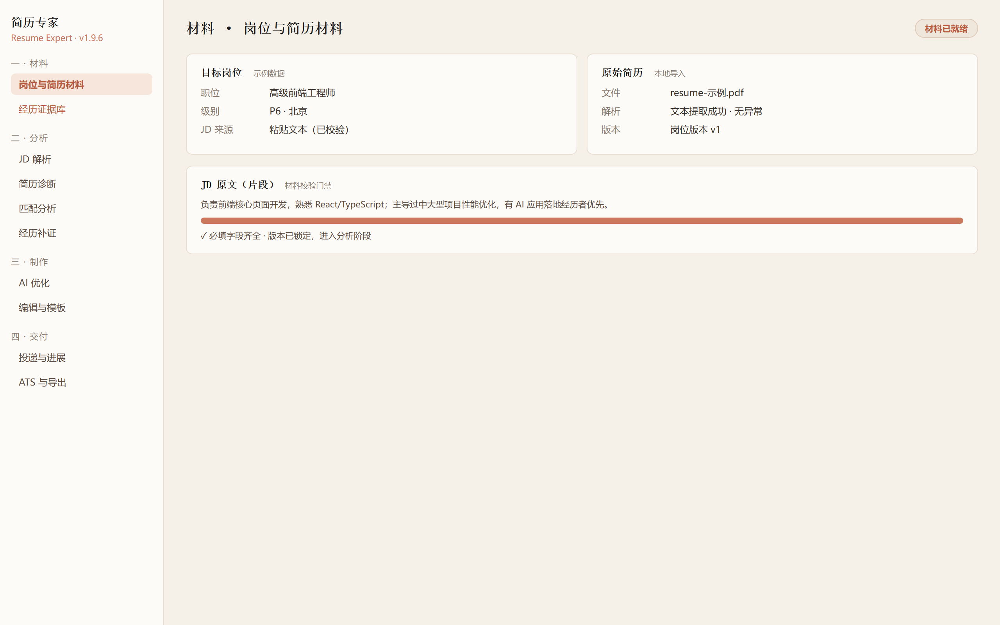 简历专家
Resume Expert · v1.9.6
一 · 材料
岗位与简历材料
经历证据库
二 · 分析
JD 解析
简历诊断
匹配分析
经历补证
三 · 制作
AI 优化
编辑与模板
四 · 交付
投递与进展
ATS 与导出
材料 · 岗位与简历材料
材料已就绪
目标岗位 示例数据
职位 高级前端工程师
级别 P6 · 北京
JD 来源 粘贴文本（已校验）
原始简历 本地导入
文件 resume-示例.pdf
解析 文本提取成功 · 无异常
版本 岗位版本 v1
JD 原文（片段） 材料校验门禁
负责前端核心页面开发，熟悉 React/TypeScript；主导过中大型项目性能优化，有 AI 应用落地经历者优先。
✓ 必填字段齐全 · 版本已锁定，进入分析阶段